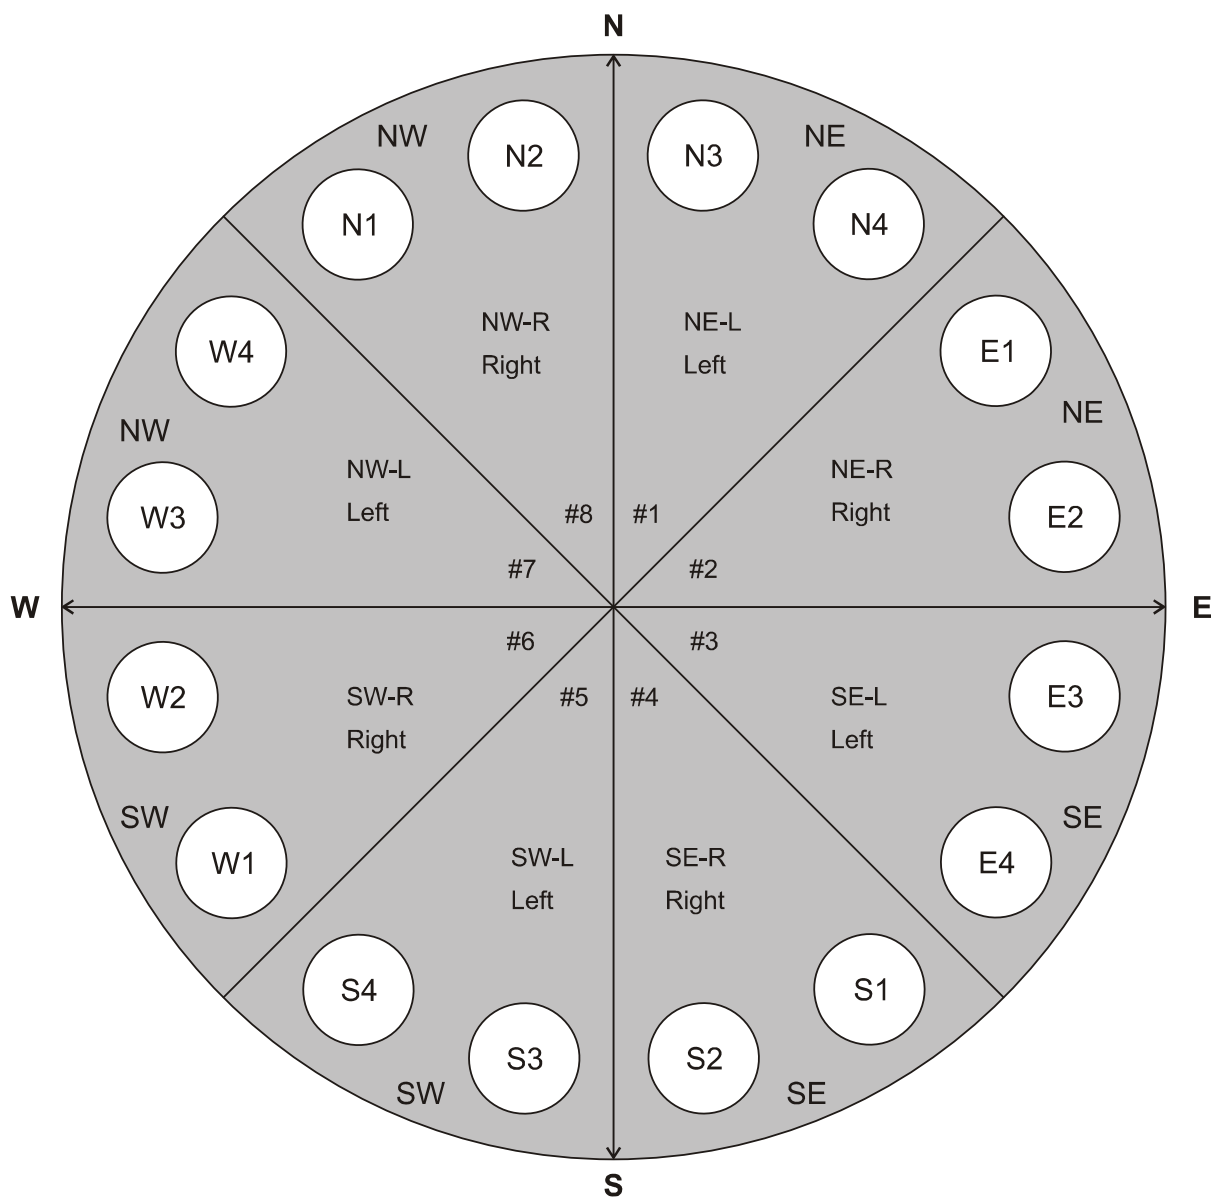 N
NW
N2
N3
NE
N1
N4
NW-R
Right
NE-L
Left
W4
E1
NW
NE
NW-L
Left
NE-R
Right
W3
E2
#8
#1
#7
#2
W
E
#6
#3
#5
#4
W2
E3
SW-R
Right
SE-L
Left
SW
SE
W1
E4
SW-L
Left
SE-R
Right
S4
S1
S3
S2
SW
SE
S